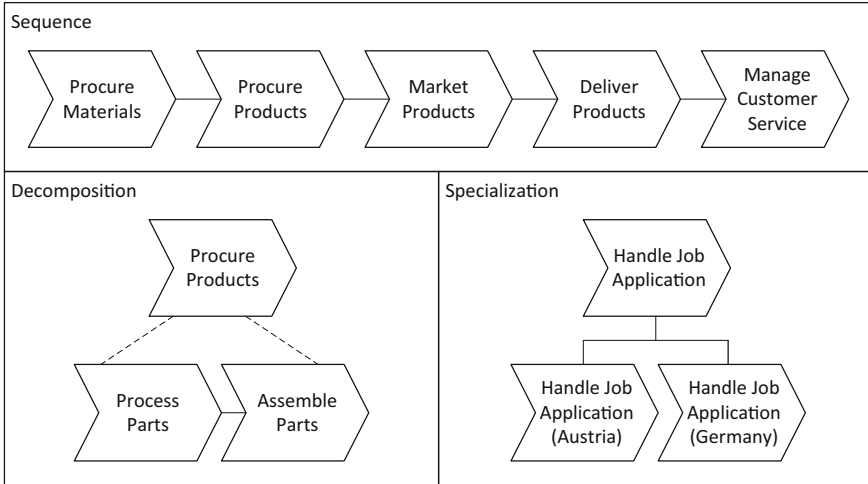 Sequence
Procure
Materials
Procure
Products
Market
Products
Deliver
Products
Manage
Customer
Service
Decomposition
Procure
Products
Process
Parts
Assemble
Parts
Specialization
Handle Job
Application
Handle Job
Application
(Austria)
Handle Job
Application
(Germany)